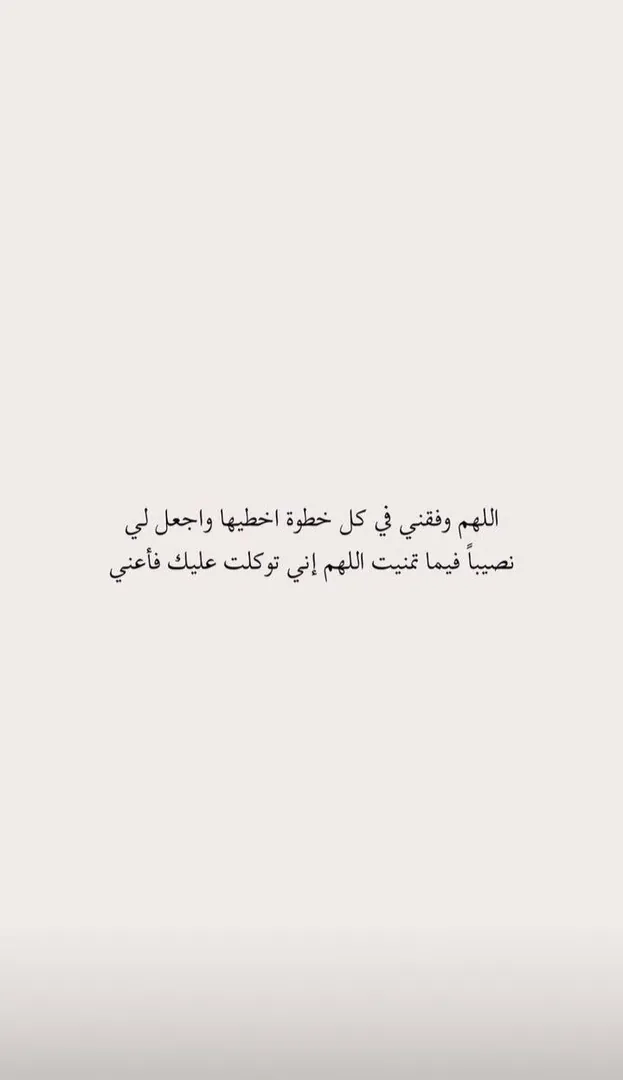 اللهم وفقني في كل خطوة اخطيها واجعل لي
نصيباً فيما تمنيت اللهم إني توكلت عليك فأعني